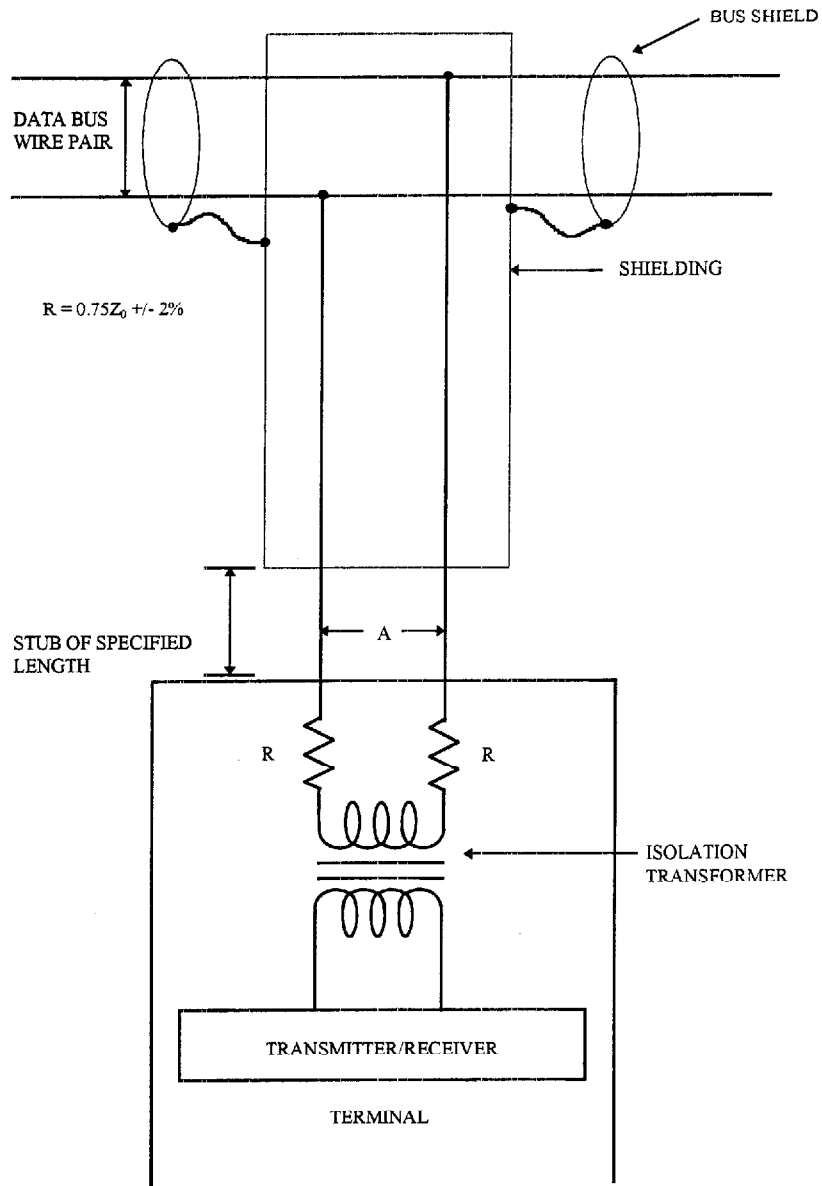 BUS SHIELD
DATA BUS
WIRE PAIR
SHIELDING
R = 0.75Z₀ +/- 2%
STUB OF SPECIFIED
LENGTH
A
R
R
ISOLATION
TRANSFORMER
TRANSMITTER/RECEIVER
TERMINAL